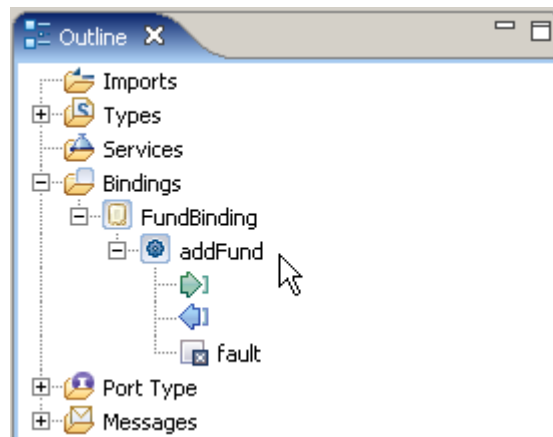 Outline
Imports
Types
Services
Bindings
FundBinding
addFund
fault
Port Type
Messages